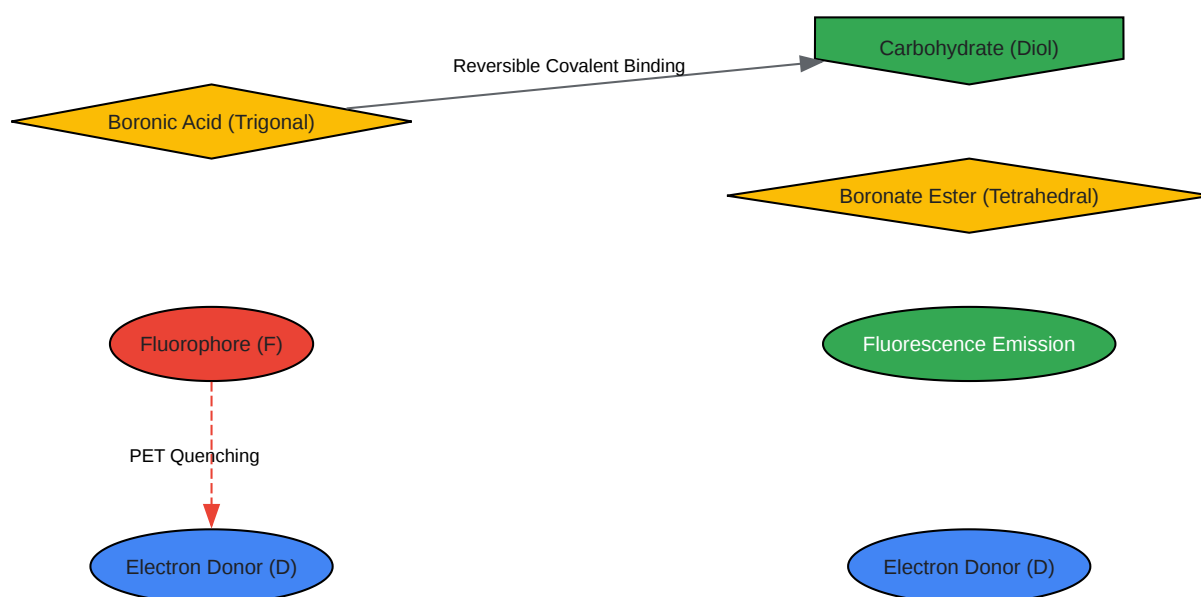 Carbohydrate (Diol)
Reversible Covalent Binding
Boronic Acid (Trigonal)
Boronate Ester (Tetrahedral)
Fluorophore (F)
Fluorescence Emission
PET Quenching
Electron Donor (D)
Electron Donor (D)